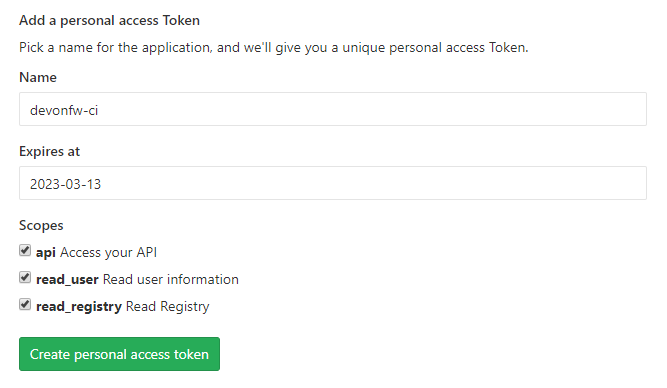 Add a personal access Token
Pick a name for the application, and we'll give you a unique personal access Token.
Name
devonfw-ci
Expires at
2023-03-13
Scopes
api Access your API
read_user Read user information
read_registry Read Registry
Create personal access token